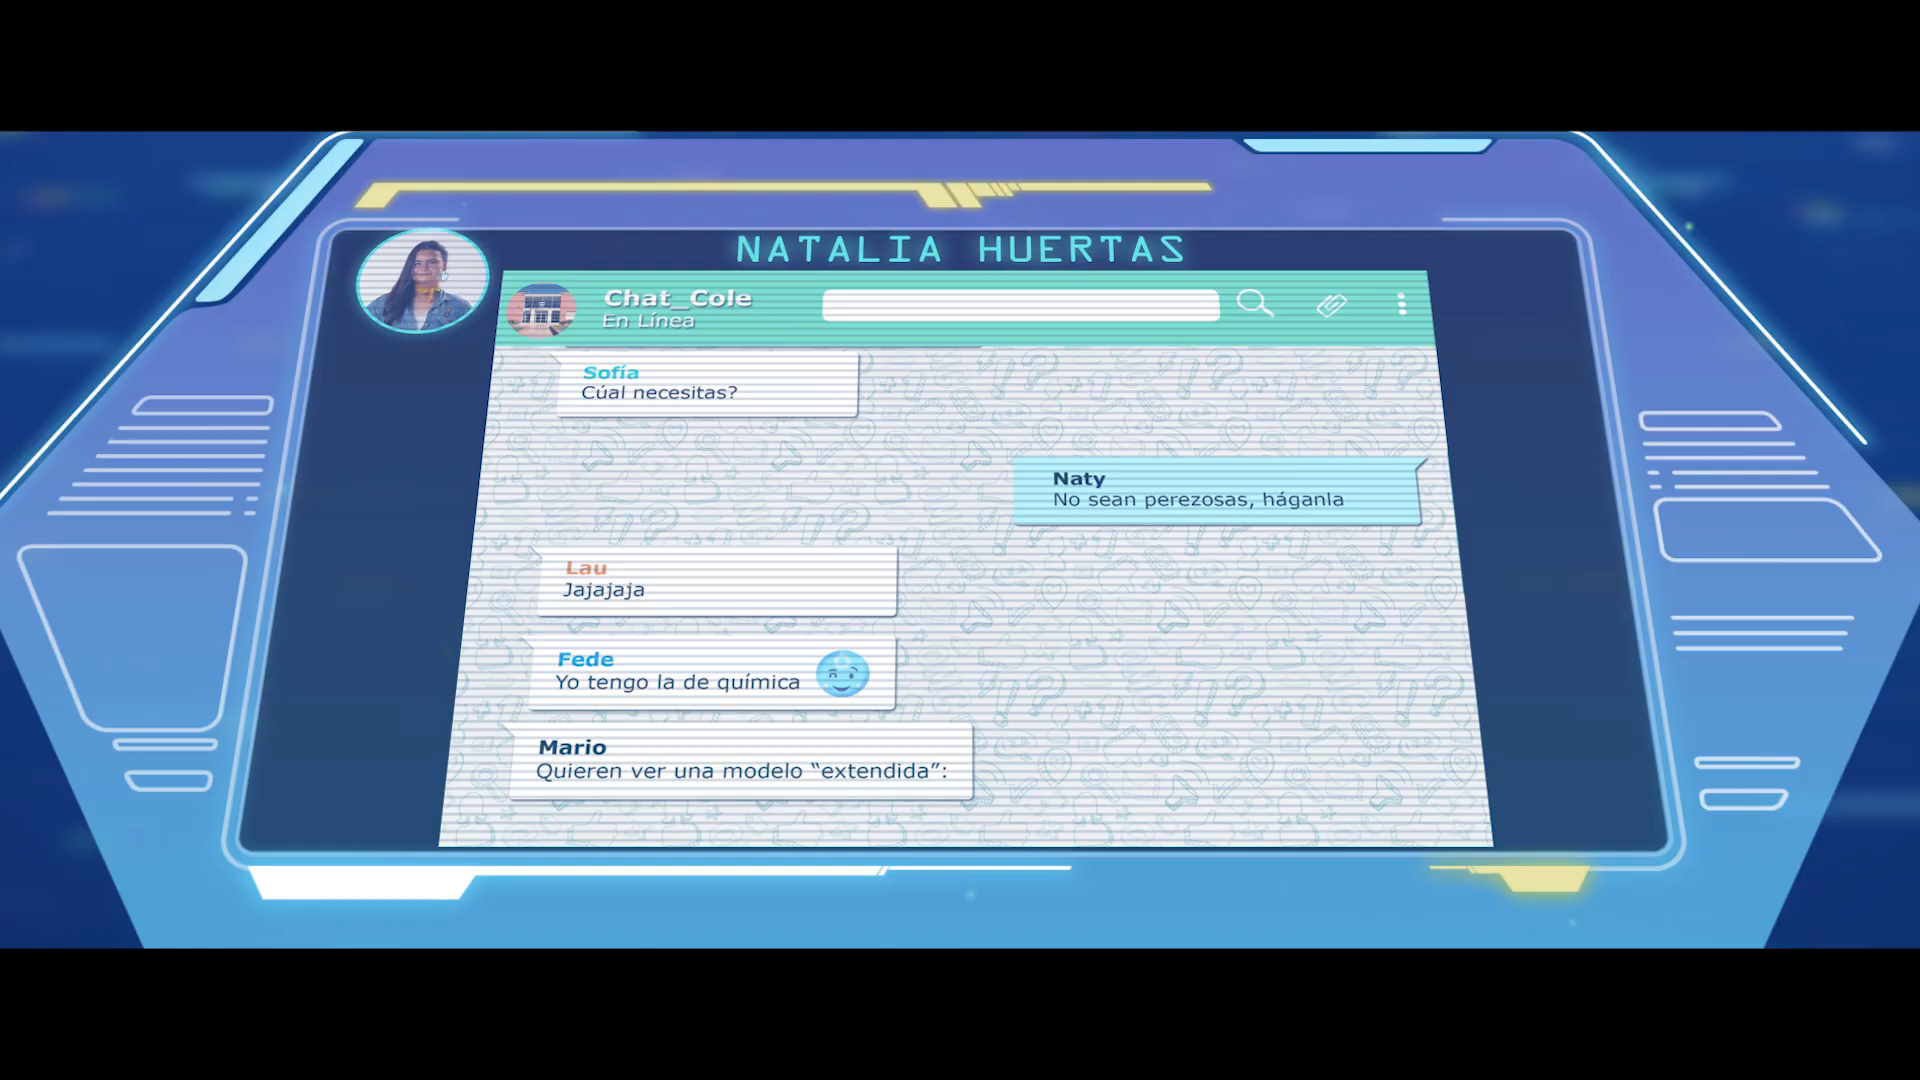 NATALIA HUERTAS
Chat_Cole
En Línea
Sofía
Cúal necesitas?
Naty
No sean perezosas, háganla
Lau
Jajajaja
Fede
Yo tengo la de química
Mario
Quieren ver una modelo “extendida”: